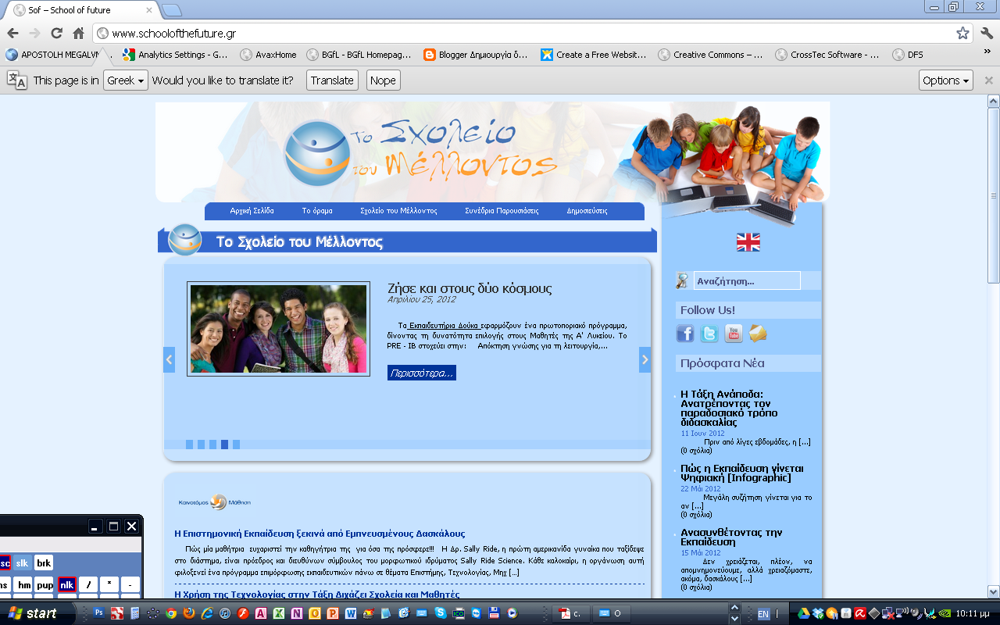 Sof – School of future
www.schoolofthefuture.gr
Analytics Settings - G... AvaxHome BGfL - BGfL Homepag... Blogger Δημιουργία δ... Create a Free Websit... Creative Commons – ... CrossTec Software - ... DFS
This page is in Greek Would you like to translate it? Translate Nope Options
Το Σχολείο
του Μέλλοντος
Αρχική Σελίδα Το όραμα Σχολείο του Μέλλοντος Συνέδρια Παρουσιάσεις Δημοσιεύσεις
Το Σχολείο του Μέλλοντος
Ζήσε και στους δύο κόσμους
Απριλίου 25, 2012
Τα Εκπαιδευτήρια Δούκα εφαρμόζουν ένα πρωτοποριακό πρόγραμμα,
δίνοντας τη δυνατότητα επιλογής στους Μαθητές της Α' Λυκείου. Το
PRE - IB στοχεύει στην: Απόκτηση γνώσης για τη λειτουργία,...
Περισσότερα...
Καινοτόμος Μάθηση
Η Επιστημονική Εκπαίδευση ξεκινά από Εμπνευσμένους Δασκάλους
Πώς μία μαθήτρια ευχαριστεί την καθηγήτρια της για όσα της πρόσφερε!!! Η Δρ. Sally Ride, η πρώτη αμερικανίδα γυναίκα που ταξίδεψε
στο διάστημα, είναι πρόεδρος και διευθύνων σύμβουλος του μορφωτικού ιδρύματος Sally Ride Science. Κάθε καλοκαίρι, η οργάνωση αυτή
φιλοξενεί ένα πρόγραμμα επιμόρφωσης εκπαιδευτικών πάνω σε θέματα Επιστήμης, Τεχνολογίας, Μηχ [...]
Η Χρήση της Τεχνολογίας στην Τάξη Διχάζει Σχολεία και Μαθητές
Αναζήτηση...
Follow Us!
You Tube
Πρόσφατα Νέα
Η Τάξη Ανάποδα:
Ανατρέποντας τον
παραδοσιακό τρόπο
διδασκαλίας
11 Ιουν 2012
Πριν από λίγες εβδομάδες, η [...]
(0 σχόλια)
Πώς η Εκπαίδευση γίνεται
Ψηφιακή [Infographic]
22 Μάι 2012
Μεγάλη συζήτηση γίνεται για το
αν [...]
(0 σχόλια)
Ανασυνθέτοντας την
Εκπαίδευση
15 Μάι 2012
Δεν χρειάζεται, πλέον, να
απομνημονεύουμε, αλλά χρειαζόμαστε,
ακόμα, δασκάλους [...]
(0 σχόλια)
sc slk brk
hm pup nlk / * -
start c. O EN 10:11 μμ